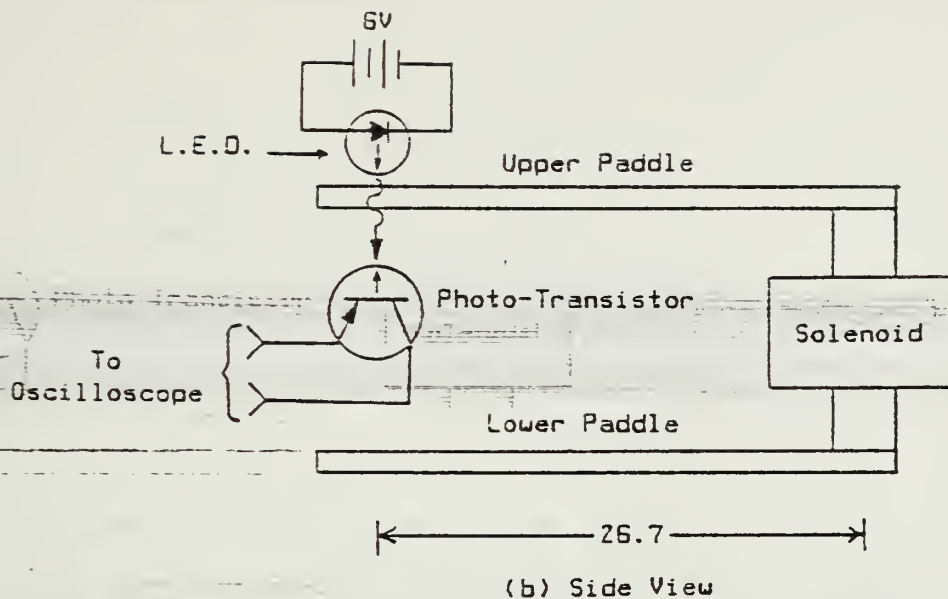 6V
L.E.D.
Upper Paddle
Photo-Transistor
Solenoid
To
Oscilloscope
Lower Paddle
26.7
(b) Side View